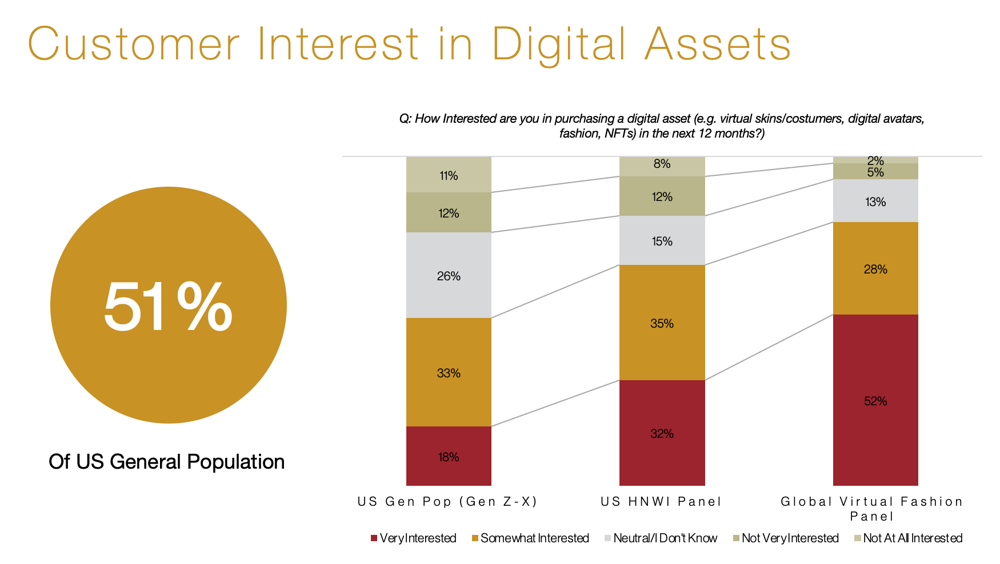 Customer Interest in Digital Assets
Q: How Interested are you in purchasing a digital asset (e.g. virtual skins/costumers, digital avatars,
fashion, NFTs) in the next 12 months?)
51%
Of US General Population
11%
12%
26%
33%
18%
8%
12%
15%
35%
32%
2%
5%
13%
28%
52%
US Gen Pop (Gen Z-X)
US HNWI Panel
Global Virtual Fashion
Panel
Very Interested
Somewhat Interested
Neutral/I Don't Know
Not Very Interested
Not At All Interested